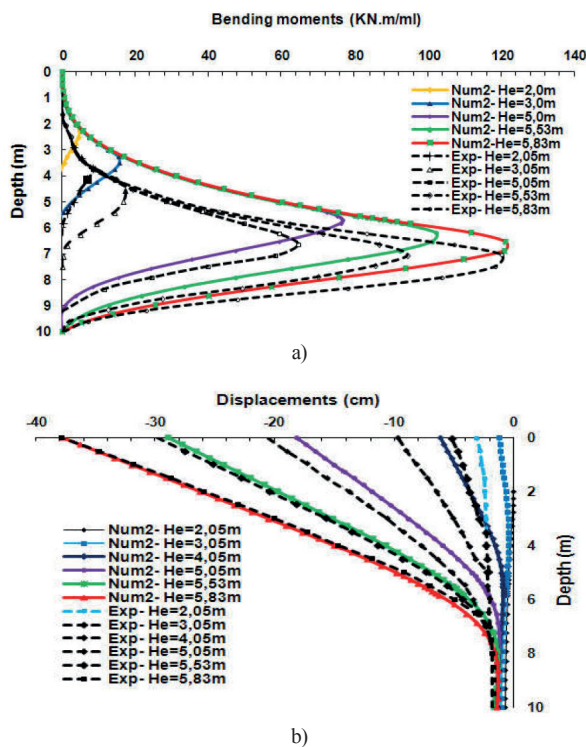 Bending moments (KN.m/ml)
0 20 40 60 80 100 120 140
Depth (m)
0
1
2
3
4
5
6
7
8
9
10
Num2- He=2,0m
Num2- He=3,0m
Num2- He=5,0m
Num2- He=5,53m
Num2-He=5,83m
Exp- He=2,05m
Exp- He=3,05m
Exp- He=5,05m
Exp- He=5,53m
Exp- He=5,83m
a)
Displacements (cm)
-40 -30 -20 -10 0
0
2
4
6
8
10
Depth (m)
Num2- He=2,05m
Num2- He=3,05m
Num2- He=4,05m
Num2- He=5,05m
Num2- He=5,53m
Num2- He=5,83m
Exp- He=2,05m
Exp- He=3,05m
Exp- He=4,05m
Exp- He=5,05m
Exp- He=5,53m
Exp- He=5,83m
b)